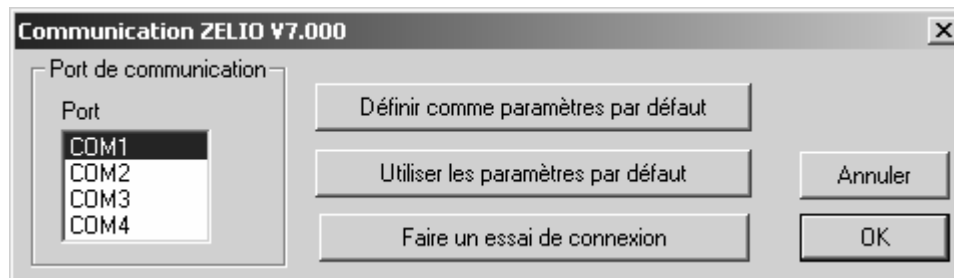 Communication ZELIO V7.000
Port de communication
Port
COM1
COM2
COM3
COM4
Définir comme paramètres par défaut
Utiliser les paramètres par défaut
Faire un essai de connexion
Annuler
OK